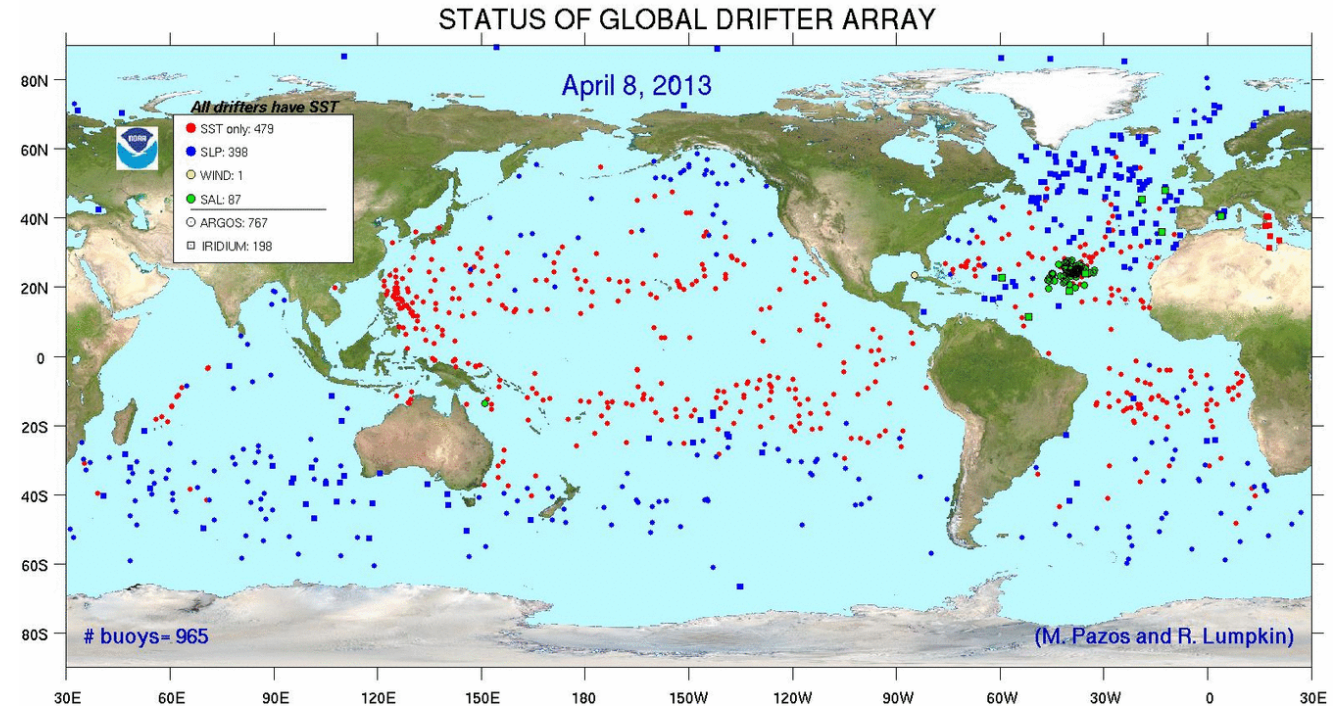 STATUS OF GLOBAL DRIFTER ARRAY
April 8, 2013
80N
60N
40N
20N
0
20S
40S
60S
80S
All drifters have SST
noaa
SST only: 479
SLP: 398
WIND: 1
SAL: 87
ARGOS: 767
IRIDIUM: 198
# buoys= 965
(M. Pazos and R. Lumpkin)
30E 60E 90E 120E 150E 180E 150W 120W 90W 60W 30W 0 30E